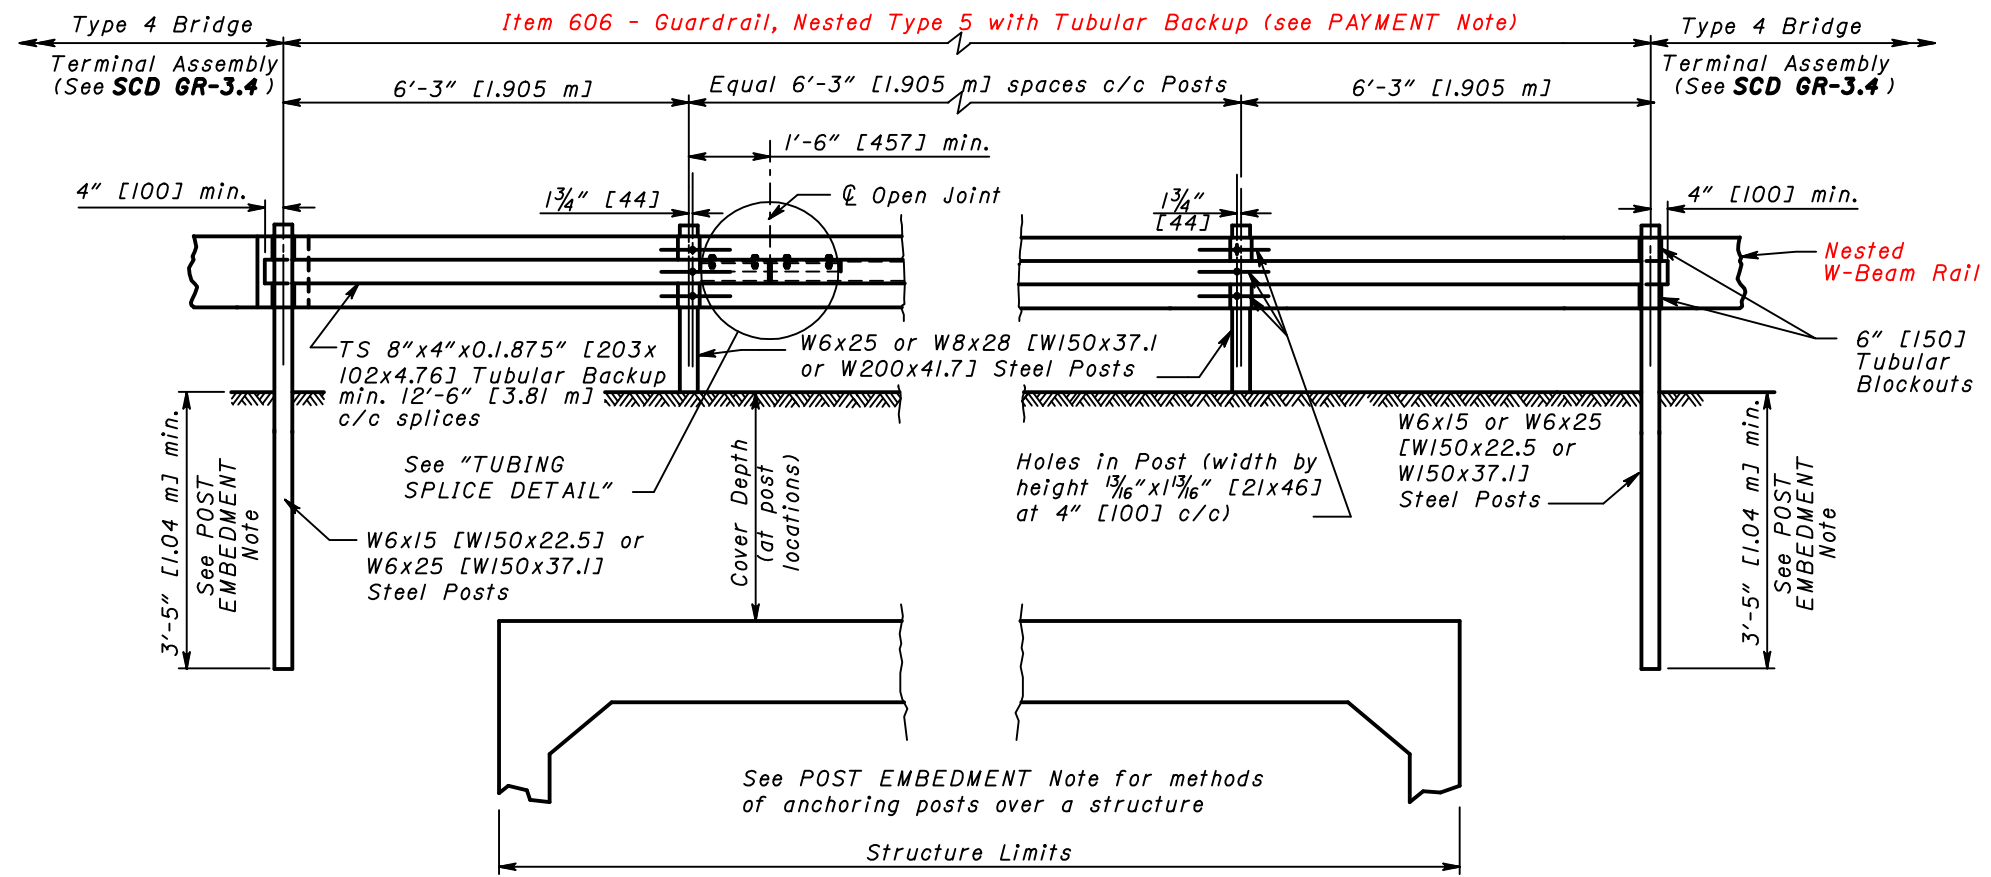 Type 4 Bridge
Terminal Assembly
(See SCD GR-3.4)
Item 606 - Guardrail, Nested Type 5 with Tubular Backup (see PAYMENT Note)
Type 4 Bridge
Terminal Assembly
(See SCD GR-3.4)
6'-3" [1.905 m]
Equal 6'-3" [1.905 m] spaces c/c Posts
6'-3" [1.905 m]
1'-6" [457] min.
4" [100] min.
1¾" [44]
℄ Open Joint
1¾"
[44]
4" [100] min.
Nested
W-Beam Rail
TS 8"x4"x0.1.875" [203x
102x4.76] Tubular Backup
min. 12'-6" [3.81 m]
c/c splices
W6x25 or W8x28 [W150x37.1
or W200x41.7] Steel Posts
6" [150]
Tubular
Blockouts
See "TUBING
SPLICE DETAIL"
Cover Depth
(at post
locations)
Holes in Post (width by
height 13/16"x1 13/16" [21x46]
at 4" [100] c/c)
W6x15 or W6x25
[W150x22.5 or
W150x37.1]
Steel Posts
3'-5" [1.04 m] min.
See POST
EMBEDMENT
Note
W6x15 [W150x22.5] or
W6x25 [W150x37.1]
Steel Posts
3'-5" [1.04 m] min.
See POST
EMBEDMENT
Note
See POST EMBEDMENT Note for methods
of anchoring posts over a structure
Structure Limits